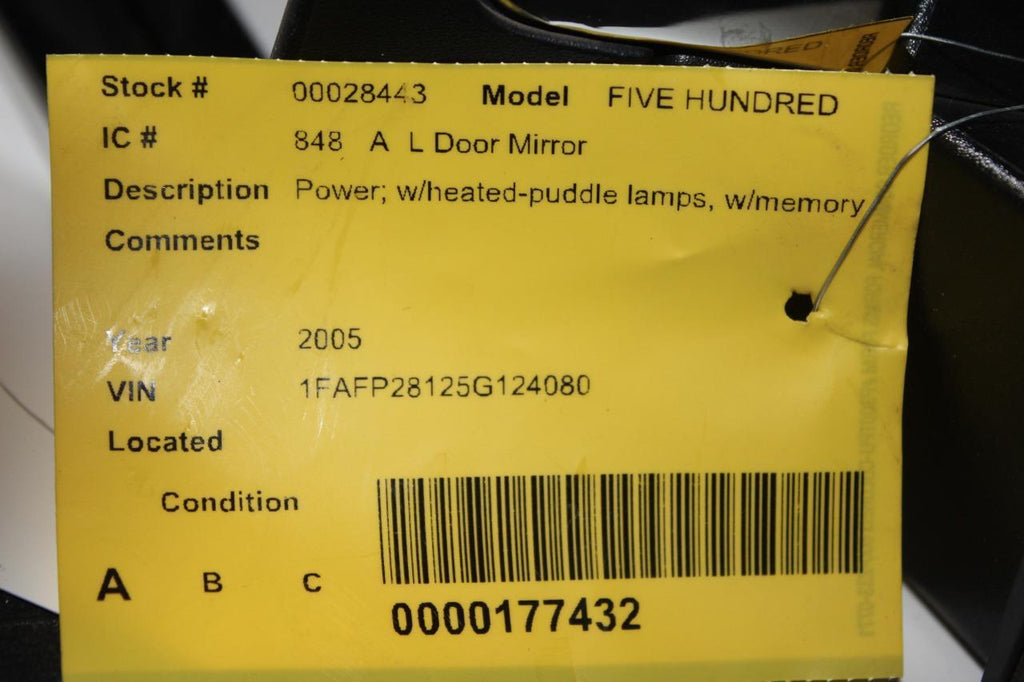 Stock # 00028443 Model FIVE HUNDRED
IC # 848 A L Door Mirror
Description Power; w/heated-puddle lamps, w/memory
Comments
Year 2005
VIN 1FAFP28125G124080
Located
Condition
A B C
0000177432